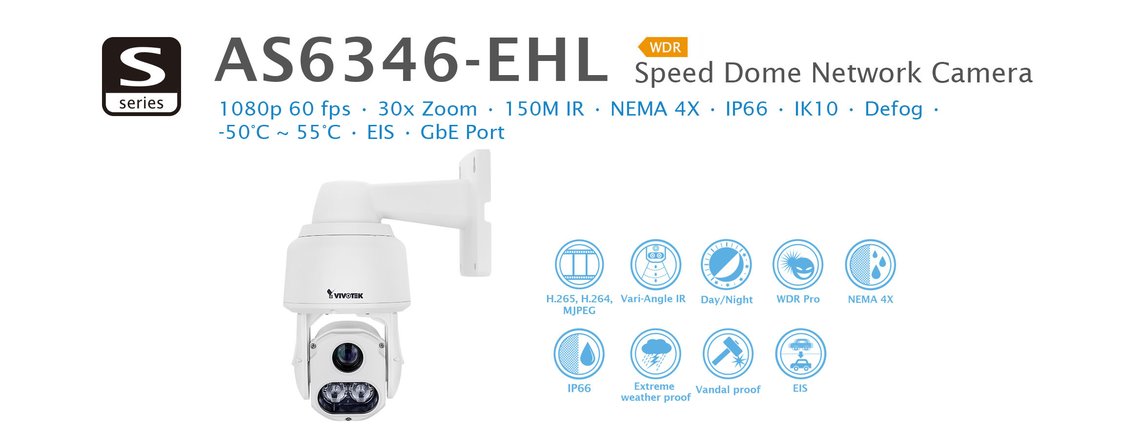 S
series
AS6346-EHL
WDR
Speed Dome Network Camera
1080p 60 fps · 30x Zoom · 150M IR · NEMA 4X · IP66 · IK10 · Defog ·
-50°C ~ 55°C · EIS · GbE Port
VIVOTEK
H.265, H.264,
MJPEG
Vari-Angle IR
Day/Night
WDR Pro
NEMA 4X
IP66
Extreme
weather proof
Vandal proof
EIS